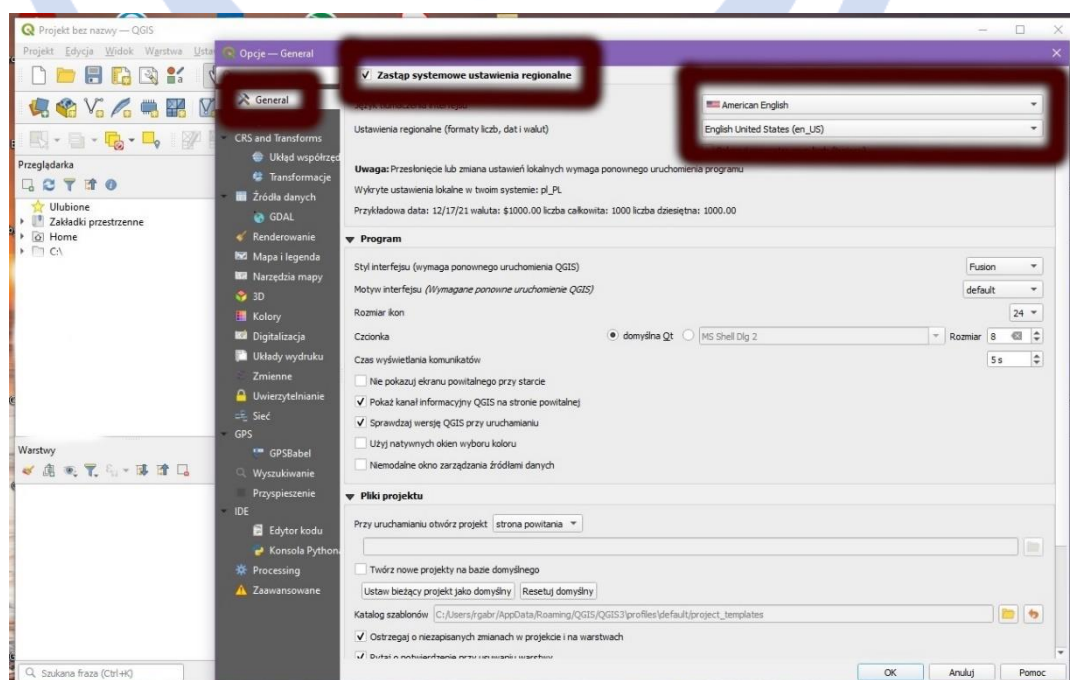 Projekt bez nazwy — QGIS
Projekt Edycja Widok Warstwa
Opcje — General
Zastąp systemowe ustawienia regionalne
General
American English
Ustawienia regionalne (formaty liczb, dat i walut)
English United States (en_US)
CRS and Transforms
Układ współrzęd
Transformacje
Źródła danych
GDAL
Renderowanie
Mapa i legenda
Narzędzia mapy
3D
Kolory
Digitalizacja
Układy wydruku
Zmienne
Uwierzytelnianie
Sieć
GPS
GPSBabel
Wyszukiwanie
Przyspieszenie
IDE
Edytor kodu
Konsola Pythona
Processing
Zaawansowane
Przeglądarka
Ulubione
Zakładki przestrzenne
Home
C:\
Warstwy
Szukana fraza (Ctrl+K)
Uwaga: Przesłonięcie lub zmiana ustawień lokalnych wymaga ponownego uruchomienia programu
Wykryte ustawienia lokalne w twoim systemie: pl_PL
Przykładowa data: 12/17/21 waluta: $1000.00 liczba całkowita: 1000 liczba dziesiętna: 1000.00
Program
Styl interfejsu (wymaga ponownego uruchomienia QGIS) Fusion
Motyw interfejsu (Wymagane ponowne uruchomienie QGIS) default
Rozmiar ikon 24
Czcionka domyślna Qt MS Shell Dlg 2 Rozmiar 8
Czas wyświetlania komunikatów 5 s
Nie pokazuj ekranu powitalnego przy starcie
Pokaż kanał informacyjny QGIS na stronie powitalnej
Sprawdzaj wersję QGIS przy uruchamianiu
Użyj natywnych okien wyboru koloru
Niemodalne okno zarządzania źródłami danych
Pliki projektu
Przy uruchamianiu otwórz projekt strona powitania
Twórz nowe projekty na bazie domyślnego
Ustaw bieżący projekt jako domyślny Resetuj domyślny
Katalog szablonów C:/Users/rgabr/AppData/Roaming/QGIS/QGIS3\profiles\default/project_templates
Ostrzegaj o niezapisanych zmianach w projekcie i na warstwach
Pytaj o potwierdzenie przy usuwaniu warstw
OK Anuluj Pomoc